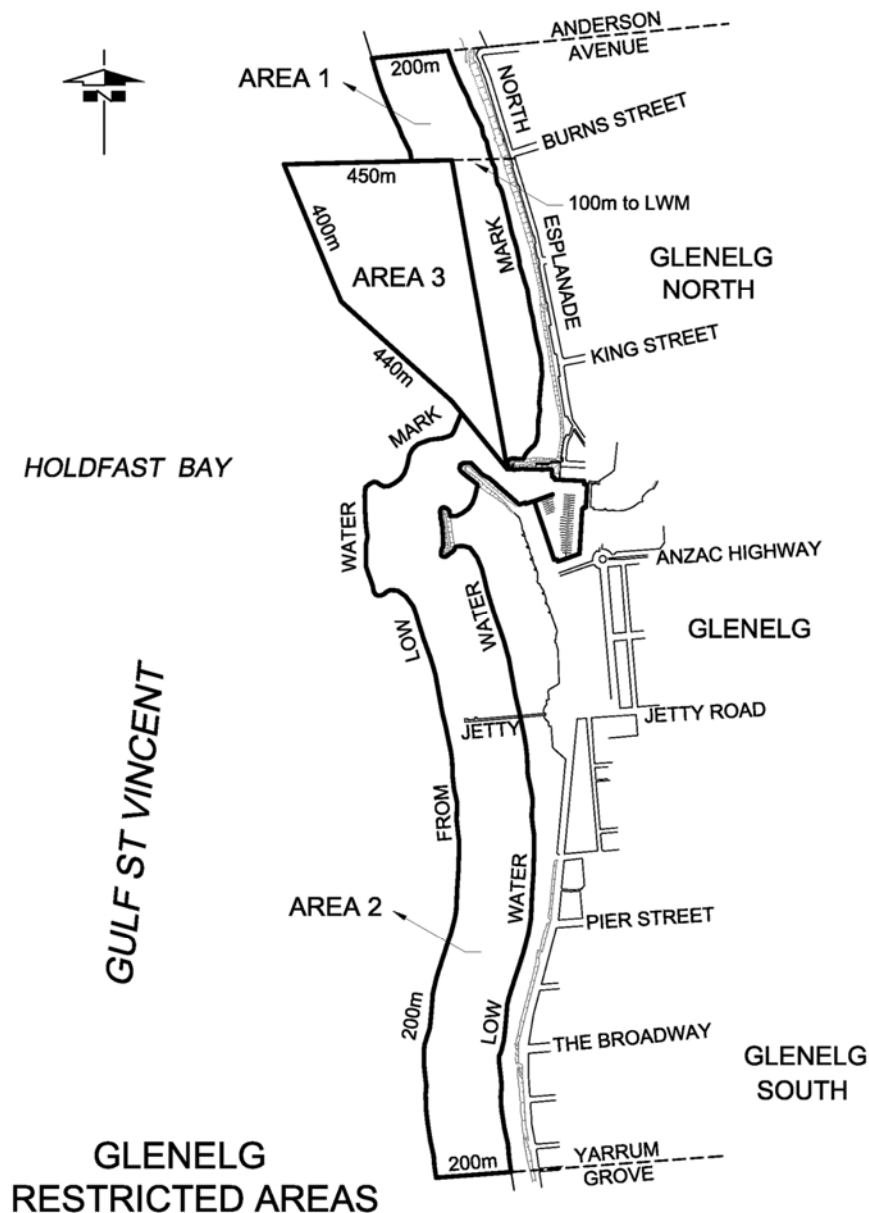 ANDERSON
AVENUE
200m
AREA 1
NORTH
BURNS STREET
N
450m
100m to LWM
400m
MARK
ESPLANADE
AREA 3
GLENELG
NORTH
440m
KING STREET
MARK
HOLDFAST BAY
WATER
ANZAC HIGHWAY
LOW
WATER
GLENELG
JETTY
JETTY ROAD
GULF ST VINCENT
FROM
WATER
AREA 2
PIER STREET
200m
LOW
THE BROADWAY
GLENELG
SOUTH
GLENELG
RESTRICTED AREAS
200m
YARRUM
GROVE